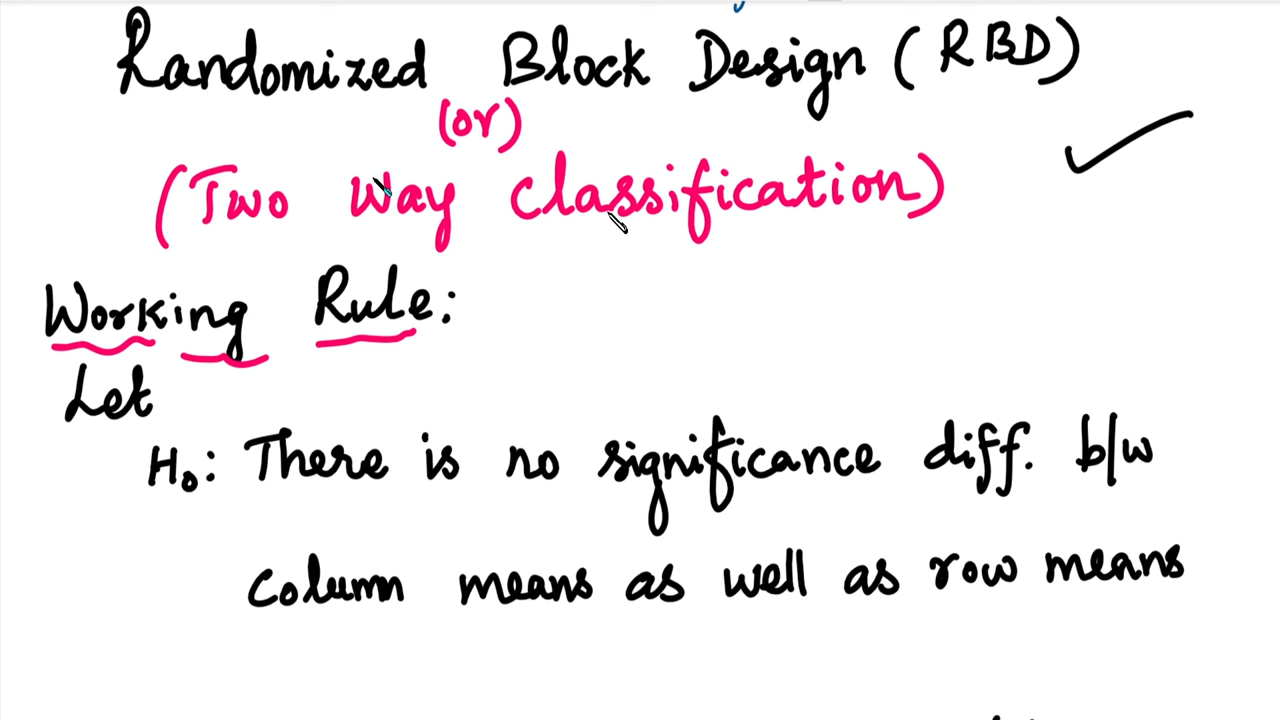 Randomized Block Design (RBD)
(or)
(Two Way Classification)
Working Rule:
Let
H₀: There is no significance diff. b/w
column means as well as row means